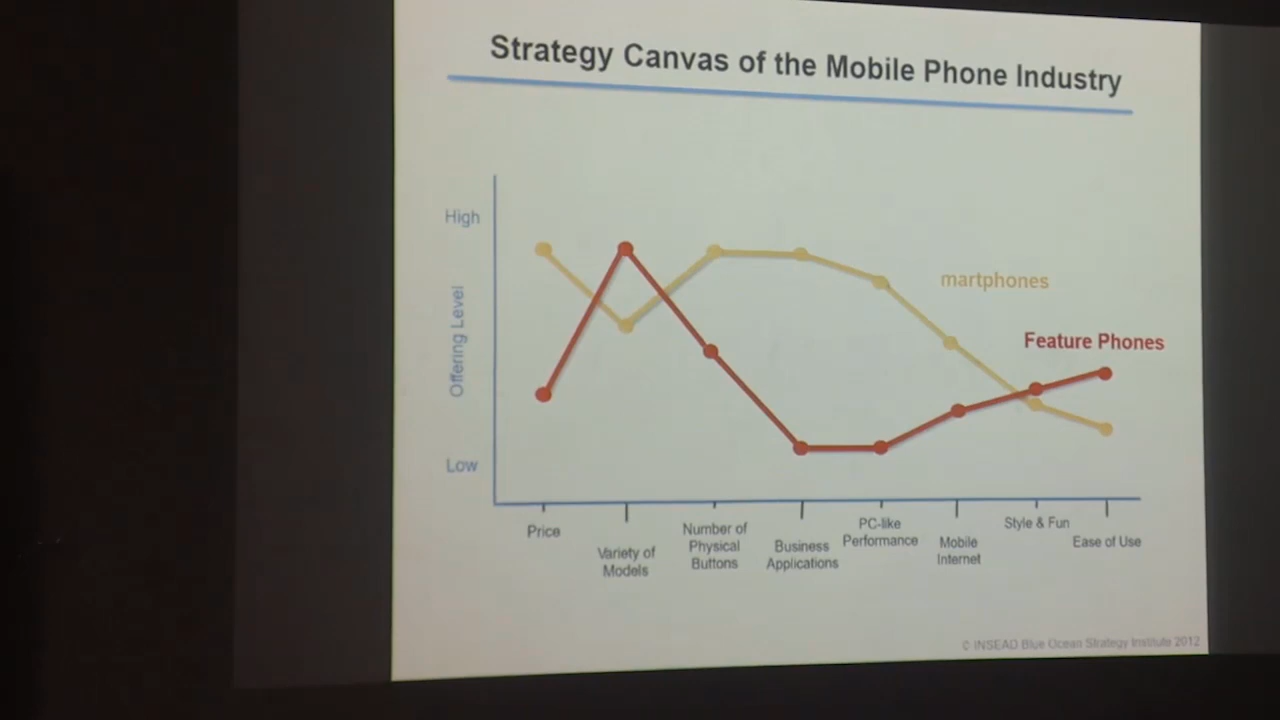 Strategy Canvas of the Mobile Phone Industry
High
Offering Level
Low
martphones
Feature Phones
Price
Variety of
Models
Number of
Physical
Buttons
Business
Applications
PC-like
Performance
Mobile
Internet
Style & Fun
Ease of Use
© INSEAD Blue Ocean Strategy Institute 2012